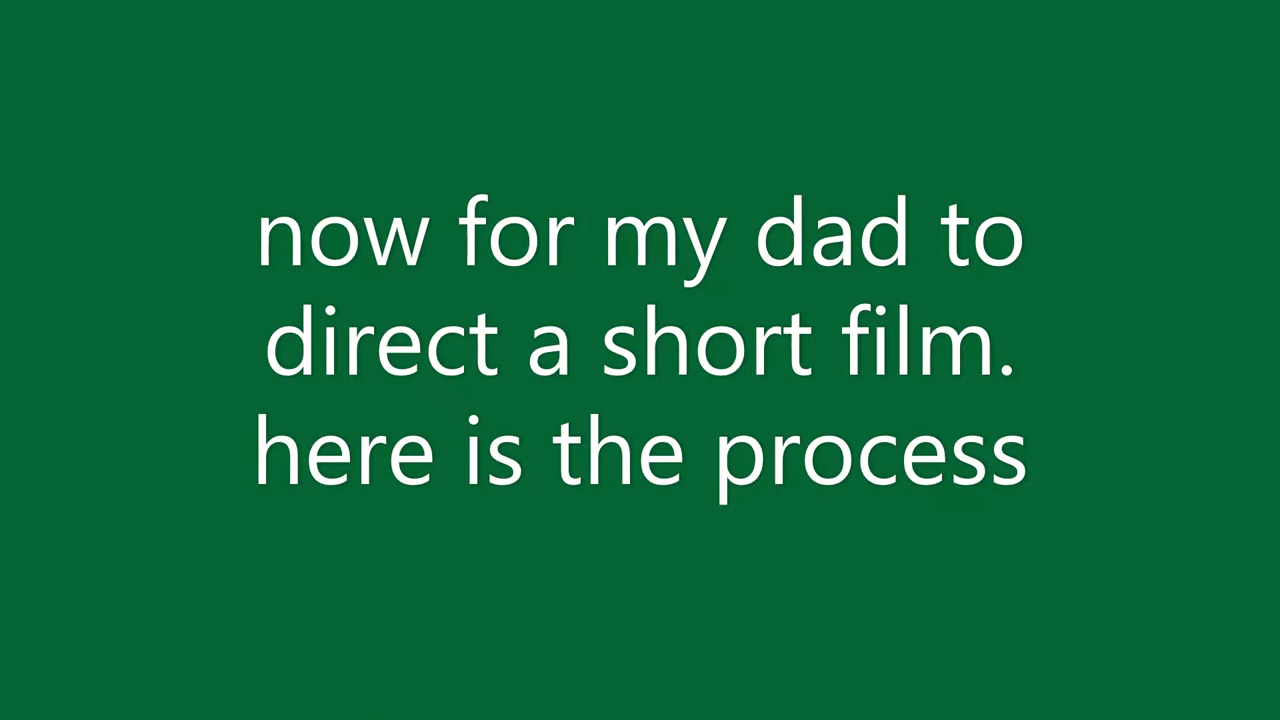 now for my dad to
direct a short film.
here is the process